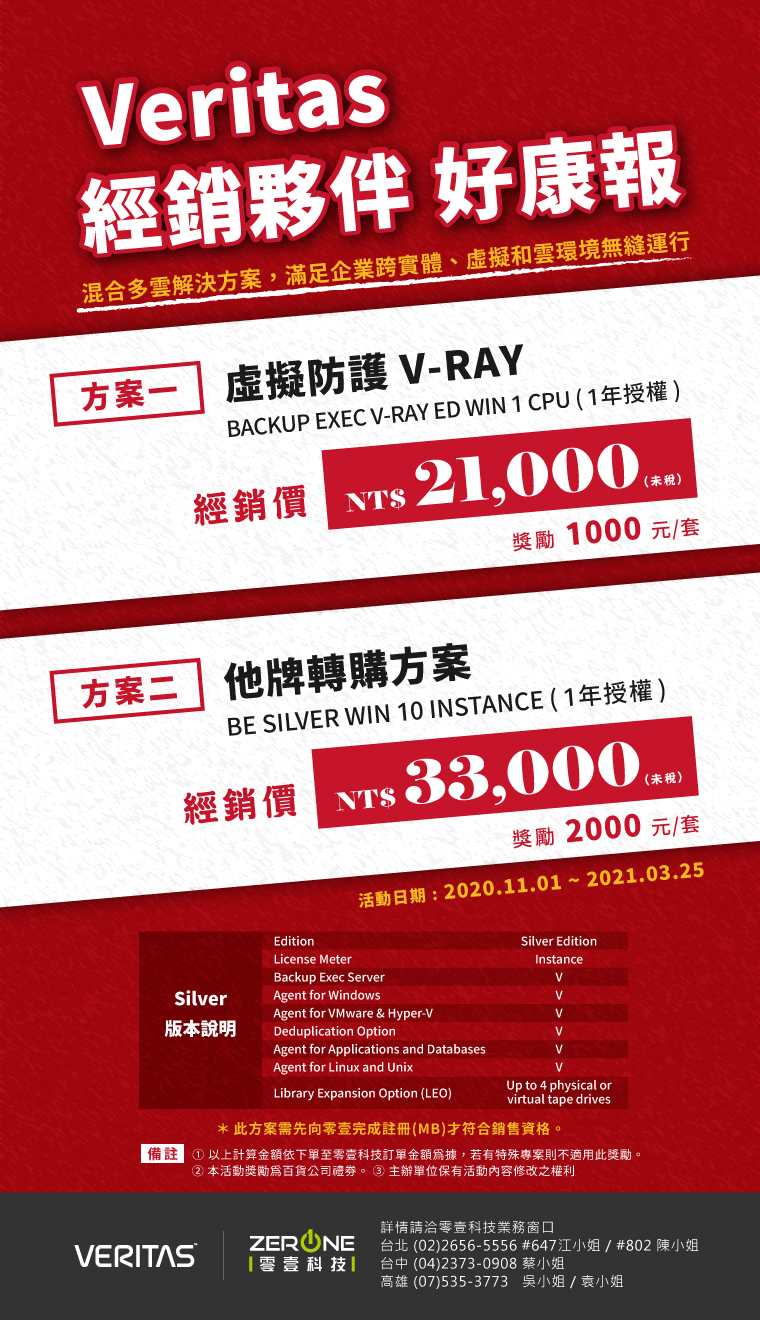 Veritas
經銷夥伴 好康報
混合多雲解決方案，滿足企業跨實體、虛擬和雲環境無縫運行
方案一
虛擬防護 V-RAY
BACKUP EXEC V-RAY ED WIN 1 CPU ( 1年授權 )
經銷價
NT$ 21,000 (未稅)
獎勵 1000 元/套
方案二
他牌轉購方案
BE SILVER WIN 10 INSTANCE ( 1年授權 )
經銷價
NT$ 33,000 (未稅)
獎勵 2000 元/套
活動日期：2020.11.01 ~ 2021.03.25
Silver
版本說明
Edition Silver Edition
License Meter Instance
Backup Exec Server V
Agent for Windows V
Agent for VMware & Hyper-V V
Deduplication Option V
Agent for Applications and Databases V
Agent for Linux and Unix V
Library Expansion Option (LEO) Up to 4 physical or
virtual tape drives
＊ 此方案需先向零壹完成註冊(MB)才符合銷售資格。
備註 ① 以上計算金額依下單至零壹科技訂單金額為據，若有特殊專案則不適用此獎勵。
② 本活動獎勵為百貨公司禮券。 ③ 主辦單位保有活動內容修改之權利
VERITAS™
ZERONE
零壹科技
詳情請洽零壹科技業務窗口
台北 (02)2656-5556 #647江小姐 / #802 陳小姐
台中 (04)2373-0908 蔡小姐
高雄 (07)535-3773 吳小姐 / 袁小姐